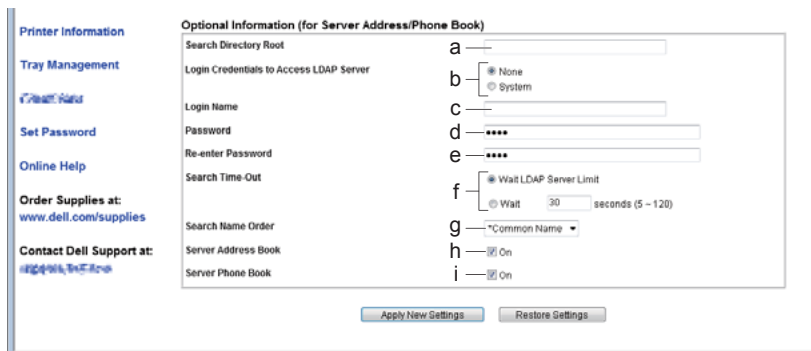 Printer Information
Tray Management
Set Password
Online Help
Order Supplies at:
www.dell.com/supplies
Contact Dell Support at:
Optional Information (for Server Address/Phone Book)
Search Directory Root a
Login Credentials to Access LDAP Server b None
System
Login Name c
Password d ••••
Re-enter Password e ••••
Search Time-Out f Wait LDAP Server Limit
Wait 30 seconds (5 ~ 120)
Search Name Order g *Common Name
Server Address Book h On
Server Phone Book i On
Apply New Settings Restore Settings